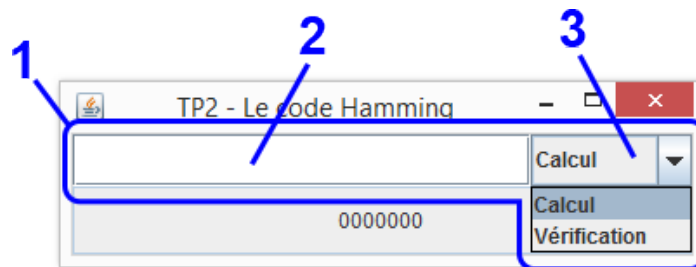 1 2 3
TP2 - Le code Hamming
Calcul
0000000
Calcul
Vérification